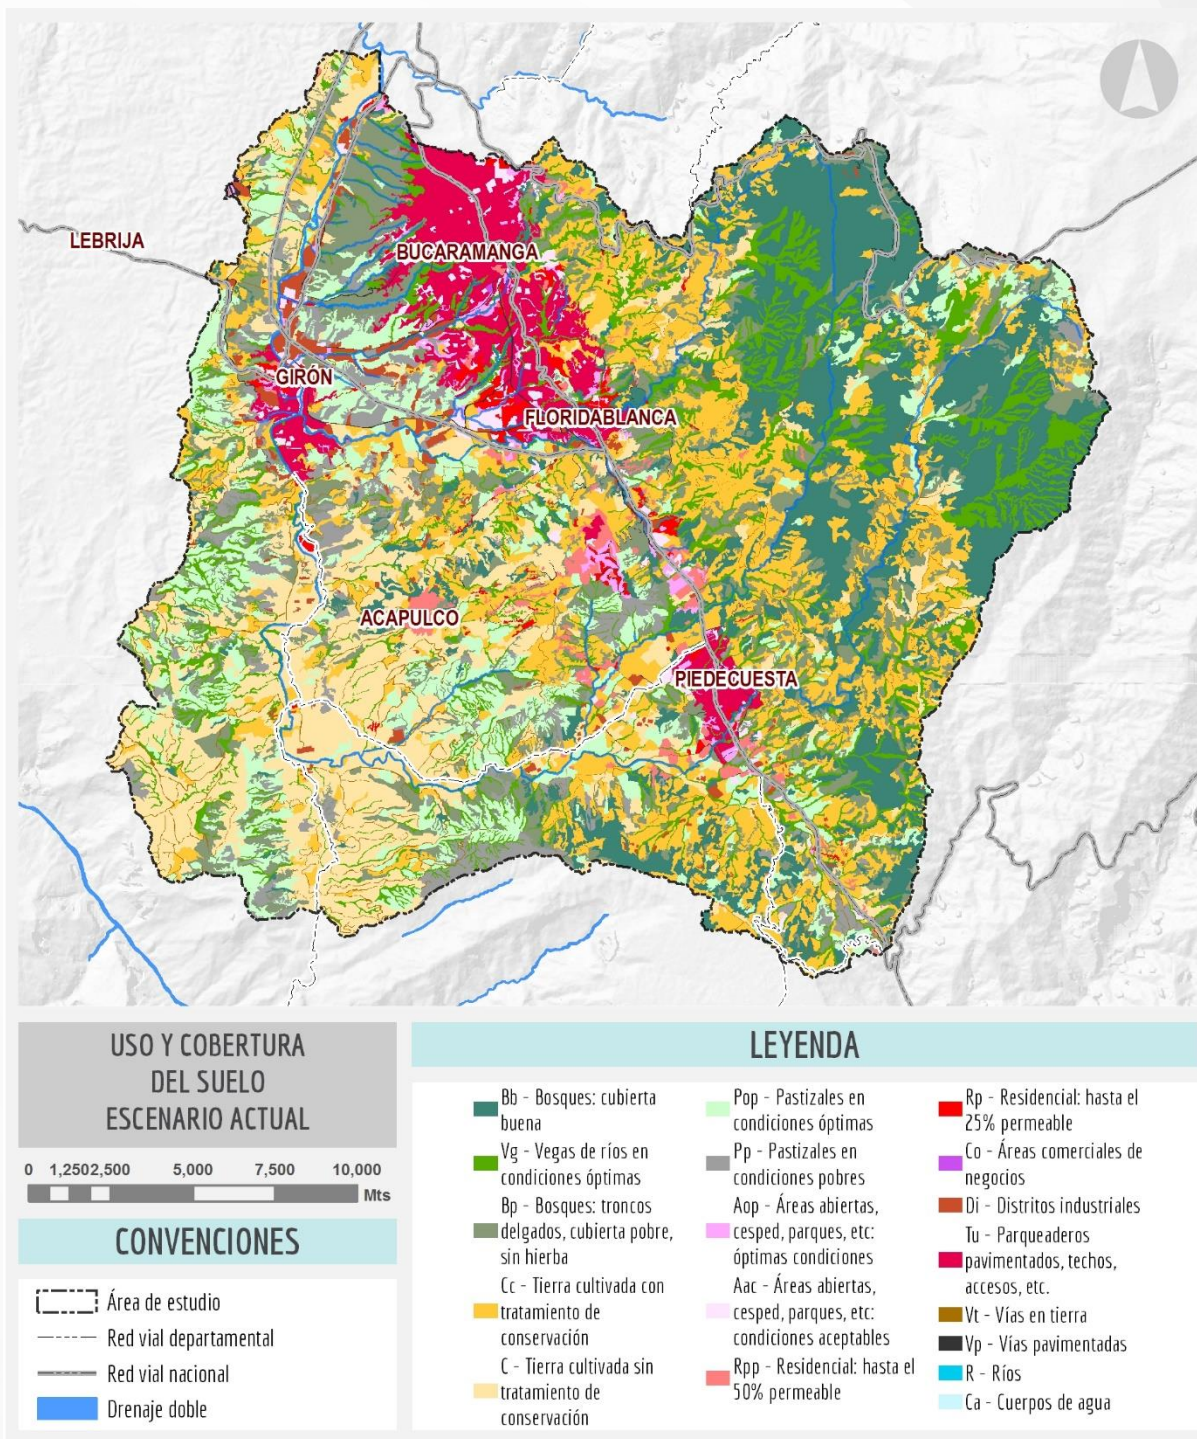 LEBRIJA
BUCARAMANGA
GIRÓN
FLORIDABLANCA
ACAPULCO
PIEDECUESTA
USO Y COBERTURA
DEL SUELO
ESCENARIO ACTUAL
0 1,250 2,500 5,000 7,500 10,000
Mts
CONVENCIONES
Área de estudio
Red vial departamental
Red vial nacional
Drenaje doble
LEYENDA
Bb - Bosques: cubierta
buena
Vg - Vegas de ríos en
condiciones óptimas
Bp - Bosques: troncos
delgados, cubierta pobre,
sin hierba
Cc - Tierra cultivada con
tratamiento de
conservación
C - Tierra cultivada sin
tratamiento de
conservación
Pop - Pastizales en
condiciones óptimas
Pp - Pastizales en
condiciones pobres
Aop - Áreas abiertas,
cesped, parques, etc:
óptimas condiciones
Aac - Áreas abiertas,
cesped, parques, etc:
condiciones aceptables
Rpp - Residencial: hasta el
50% permeable
Rp - Residencial: hasta el
25% permeable
Co - Áreas comerciales de
negocios
Di - Distritos industriales
Tu - Parqueaderos
pavimentados, techos,
accesos, etc.
Vt - Vías en tierra
Vp - Vías pavimentadas
R - Ríos
Ca - Cuerpos de agua